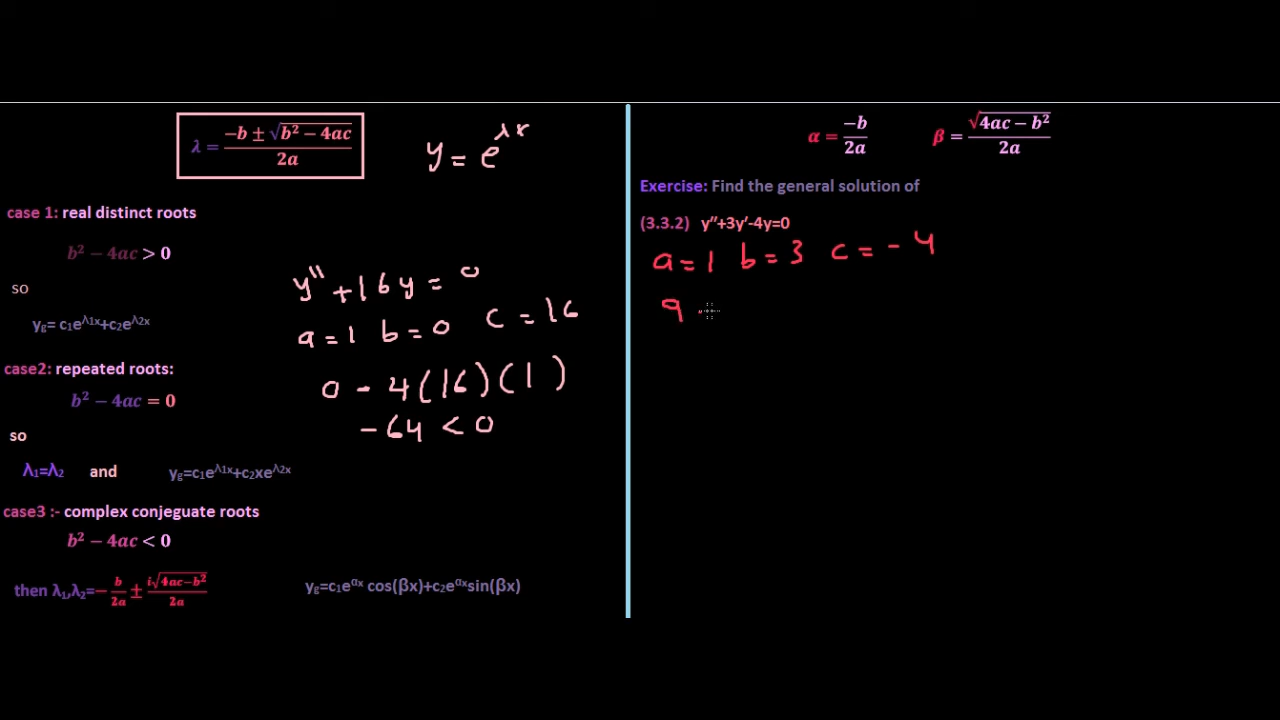 λ = (−b ± √(b² − 4ac)) / 2a
y = e^λx
case 1: real distinct roots
b² − 4ac > 0
so
y_g= c₁e^λ1x+c₂e^λ2x
case2: repeated roots:
b² − 4ac = 0
so
λ₁=λ₂ and y_g=c₁e^λ1x+c₂xe^λ2x
case3 :- complex conjeguate roots
b² − 4ac < 0
then λ₁,λ₂=−b/2a ± i√(4ac−b²)/2a
y_g=c₁e^αx cos(βx)+c₂e^αxsin(βx)
y'' + 16y = 0
a = 1 b = 0 c = 16
0 - 4(16)(1)
-64 < 0
α = −b/2a β = √(4ac − b²)/2a
Exercise: Find the general solution of
(3.3.2) y''+3y'-4y=0
a = 1 b = 3 c = - 4
9 -